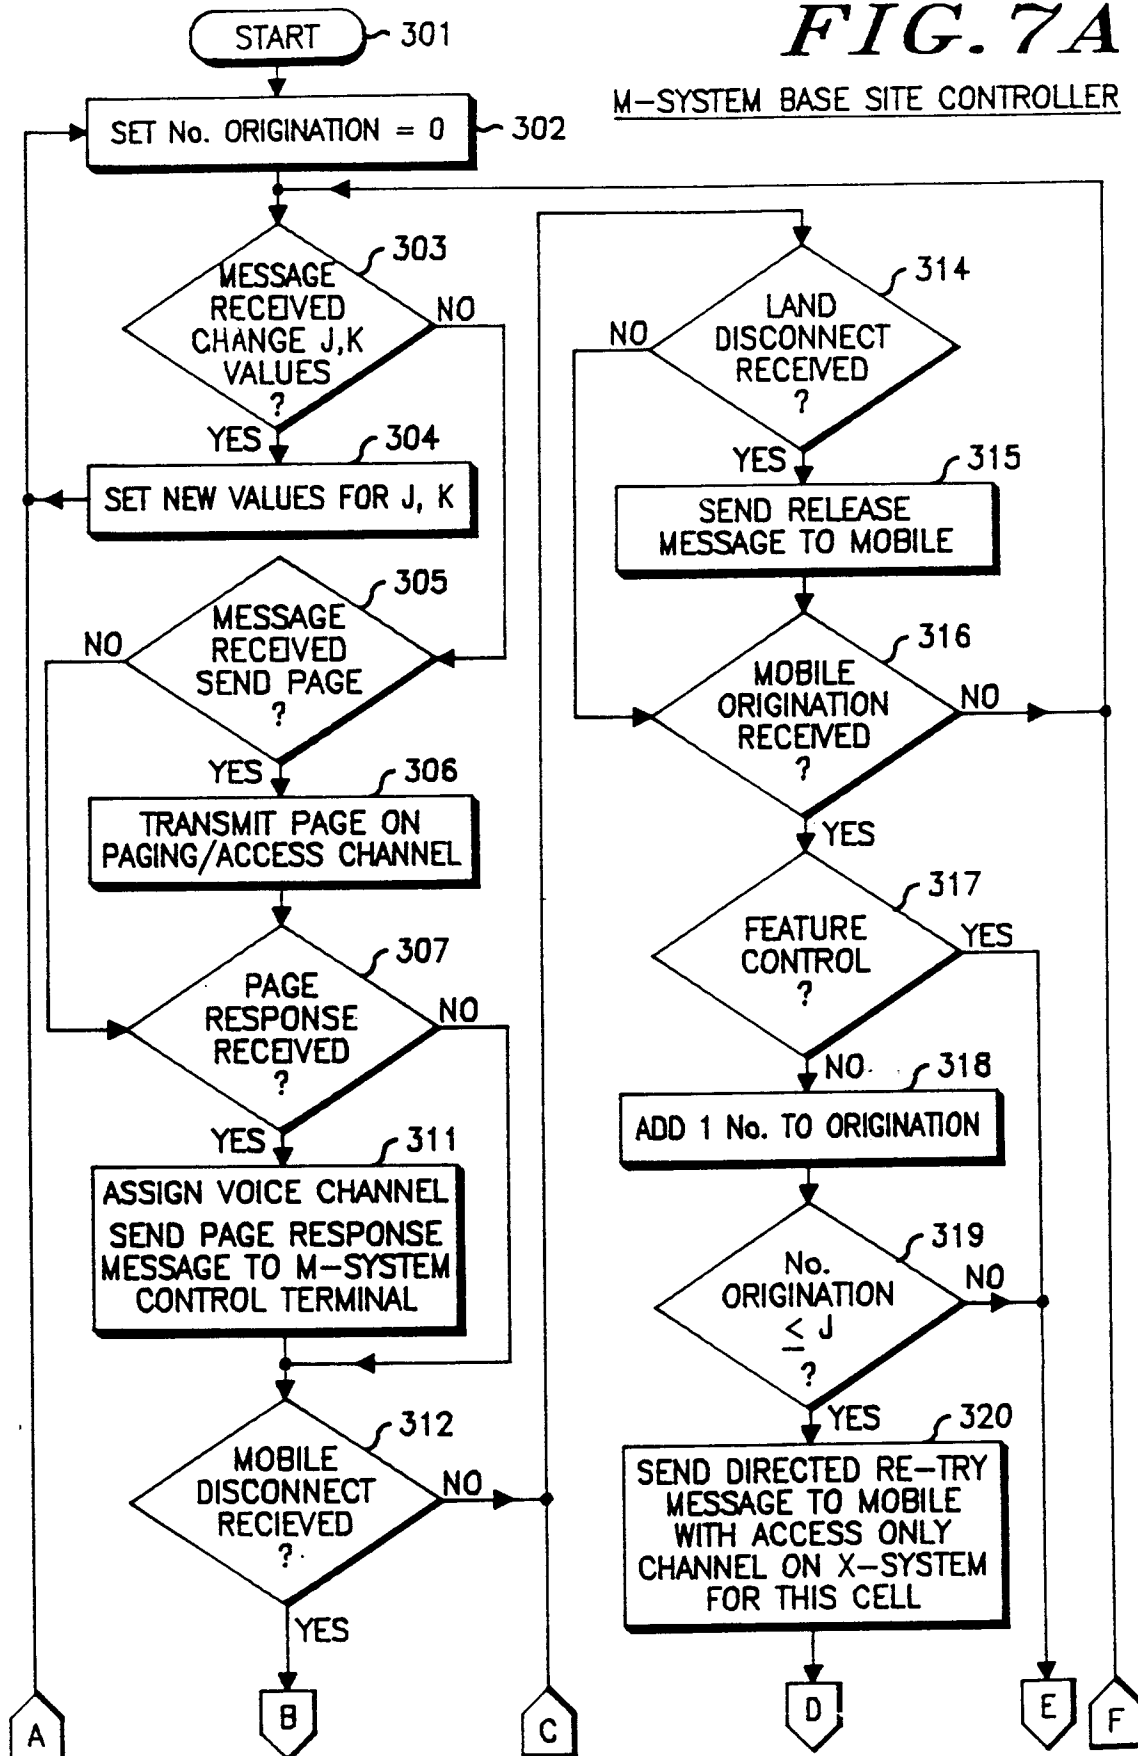 FIG. 7A
M-SYSTEM BASE SITE CONTROLLER
START
301
SET No. ORIGINATION = 0
302
303
MESSAGE
RECEIVED
CHANGE J,K
VALUES
?
NO
YES
304
SET NEW VALUES FOR J, K
305
MESSAGE
RECEIVED
SEND PAGE
?
NO
YES
306
TRANSMIT PAGE ON
PAGING/ACCESS CHANNEL
307
PAGE
RESPONSE
RECEIVED
?
NO
YES
311
ASSIGN VOICE CHANNEL
SEND PAGE RESPONSE
MESSAGE TO M-SYSTEM
CONTROL TERMINAL
312
MOBILE
DISCONNECT
RECIEVED
?
NO
YES
A
B
C
314
LAND
DISCONNECT
RECEIVED
?
NO
YES
315
SEND RELEASE
MESSAGE TO MOBILE
316
MOBILE
ORIGINATION
RECEIVED
?
NO
YES
317
FEATURE
CONTROL
?
YES
NO
318
ADD 1 No. TO ORIGINATION
319
No.
ORIGINATION
≤ J
?
NO
YES
320
SEND DIRECTED RE-TRY
MESSAGE TO MOBILE
WITH ACCESS ONLY
CHANNEL ON X-SYSTEM
FOR THIS CELL
D
E
F